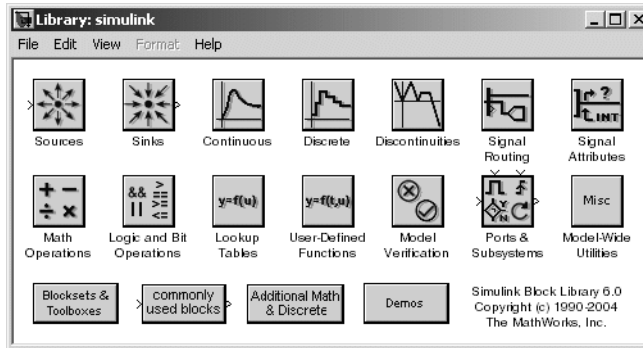 Library: simulink
File Edit View Format Help
Sources Sinks Continuous Discrete Discontinuities Signal Routing Signal Attributes
? INT
+ − ÷ × && || > == >= <= y=f(u) y=f(t,u) Y N Misc
Math Operations Logic and Bit Operations Lookup Tables User-Defined Functions Model Verification Ports & Subsystems Model-Wide Utilities
Blocksets & Toolboxes
commonly used blocks
Additional Math & Discrete
Demos
Simulink Block Library 6.0
Copyright (c) 1990-2004
The MathWorks, Inc.